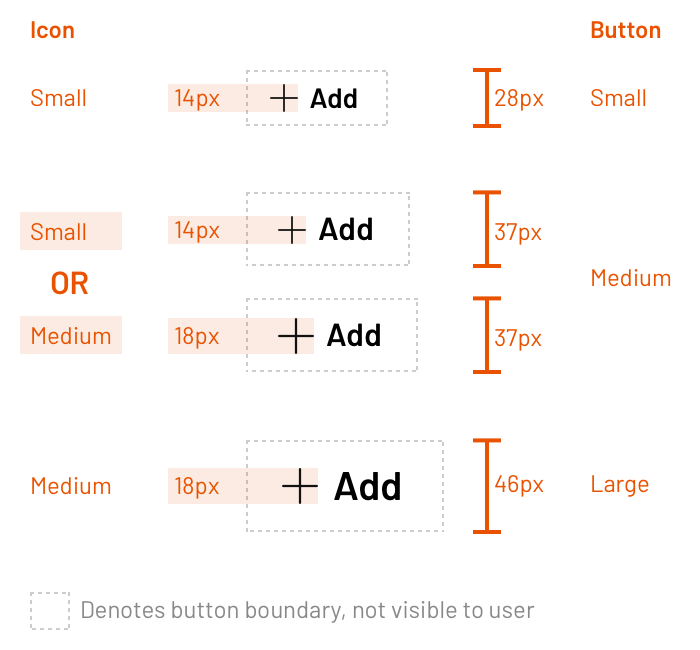 Icon Button
Small 14px Add 28px Small
Small 14px Add 37px
OR
Medium
Medium 18px Add 37px
Medium 18px Add 46px Large
Denotes button boundary, not visible to user